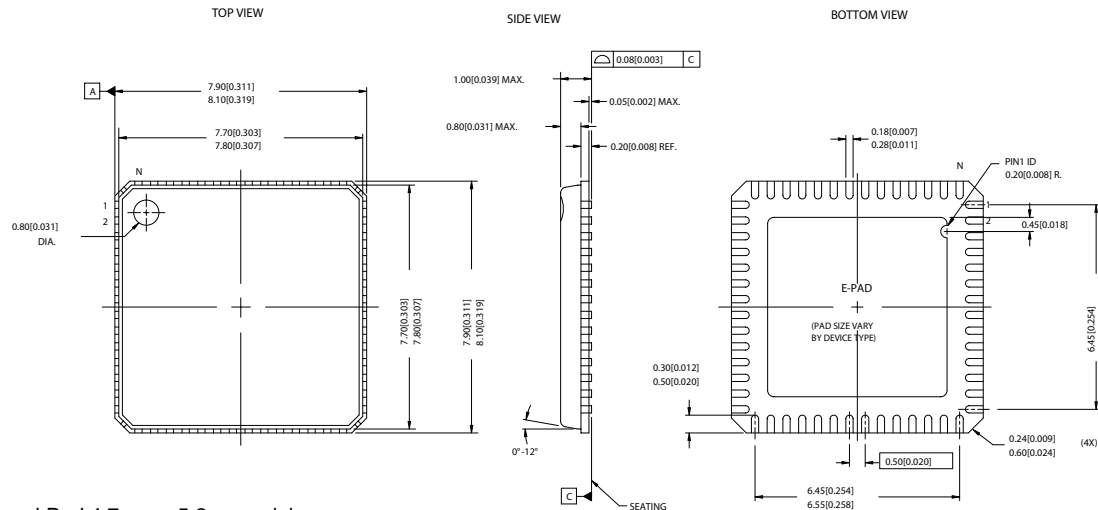 TOP VIEW
SIDE VIEW
BOTTOM VIEW
0.08[0.003] C
1.00[0.039] MAX.
0.05[0.002] MAX.
0.80[0.031] MAX.
0.20[0.008] REF.
A
7.90[0.311]
8.10[0.319]
7.70[0.303]
7.80[0.307]
N
1
2
0.80[0.031]
DIA.
7.70[0.303]
7.80[0.307]
7.90[0.311]
8.10[0.319]
0°-12°
C
SEATING
0.18[0.007]
0.28[0.011]
N
PIN1 ID
0.20[0.008] R.
1
2
0.45[0.018]
E-PAD
(PAD SIZE VARY
BY DEVICE TYPE)
6.45[0.254]
0.30[0.012]
0.50[0.020]
0.24[0.009]
0.60[0.024]
(4X)
0.50[0.020]
6.45[0.254]
6.55[0.258]